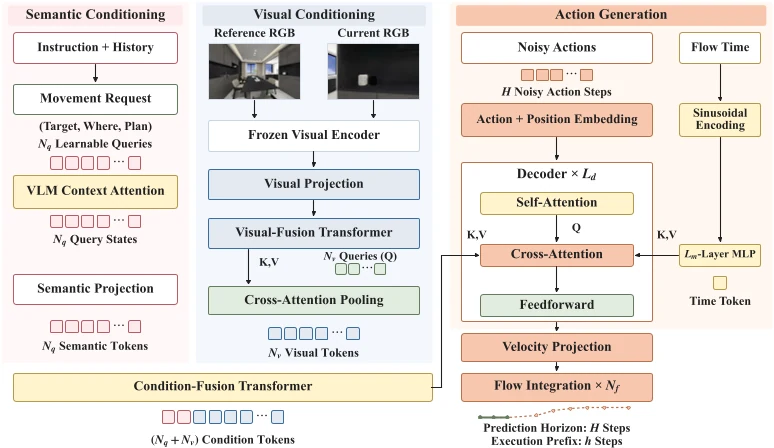 Semantic Conditioning
Instruction + History
Movement Request
(Target, Where, Plan)
N_q Learnable Queries
...
VLM Context Attention
...
N_q Query States
Semantic Projection
...
N_q Semantic Tokens
Visual Conditioning
Reference RGB
Current RGB
Frozen Visual Encoder
Visual Projection
Visual-Fusion Transformer
K,V
N_v Queries (Q)
...
Cross-Attention Pooling
...
N_v Visual Tokens
Condition-Fusion Transformer
...
(N_q + N_v) Condition Tokens
Action Generation
Noisy Actions
...
H Noisy Action Steps
Action + Position Embedding
Decoder × L_d
Self-Attention
Q
K,V
Cross-Attention
K,V
Feedforward
Velocity Projection
Flow Integration × N_f
Prediction Horizon: H Steps
Execution Prefix: h Steps
Flow Time
Sinusoidal
Encoding
L_m-Layer MLP
Time Token